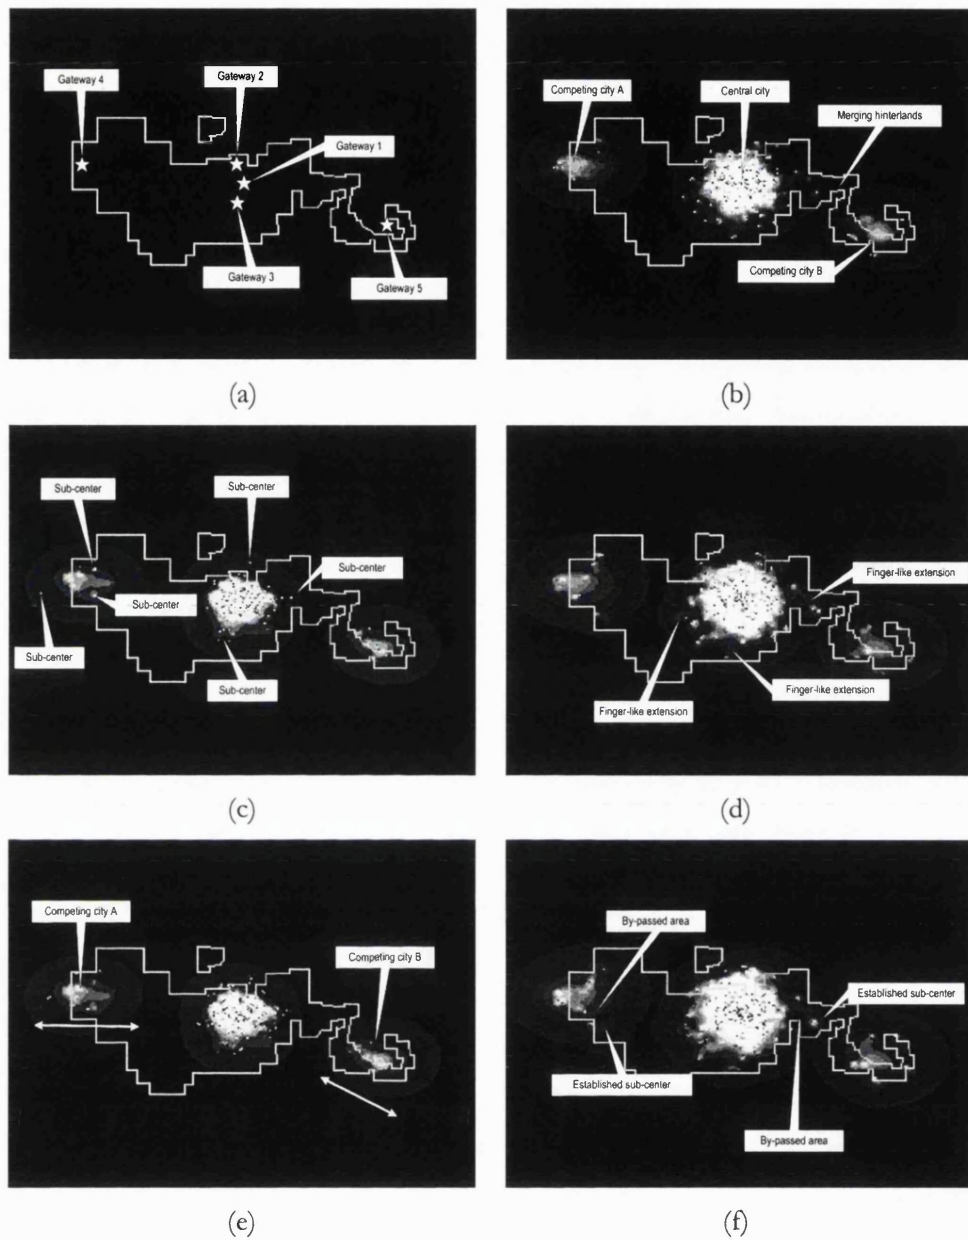 Gateway 4
Gateway 2
Gateway 1
Gateway 3
Gateway 5
(a)
Competing city A
Central city
Merging hinterlands
Competing city B
(b)
Sub-center
Sub-center
Sub-center
Sub-center
Sub-center
Sub-center
(c)
Finger-like extension
Finger-like extension
Finger-like extension
(d)
Competing city A
Competing city B
(e)
By-passed area
Established sub-center
Established sub-center
By-passed area
(f)